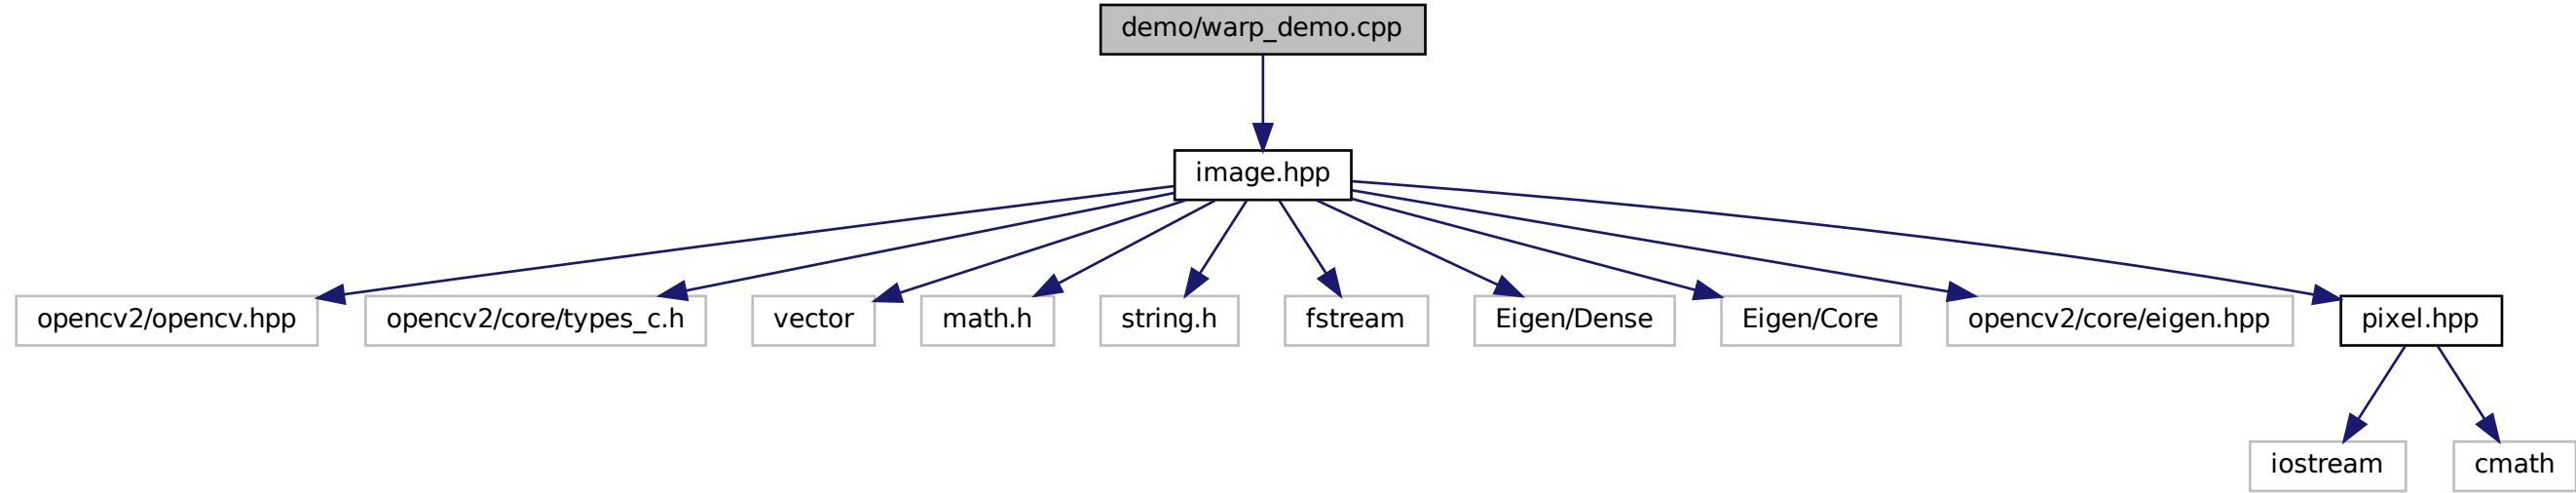 demo/warp_demo.cpp
image.hpp
opencv2/opencv.hpp
opencv2/core/types_c.h
vector
math.h
string.h
fstream
Eigen/Dense
Eigen/Core
opencv2/core/eigen.hpp
pixel.hpp
iostream
cmath